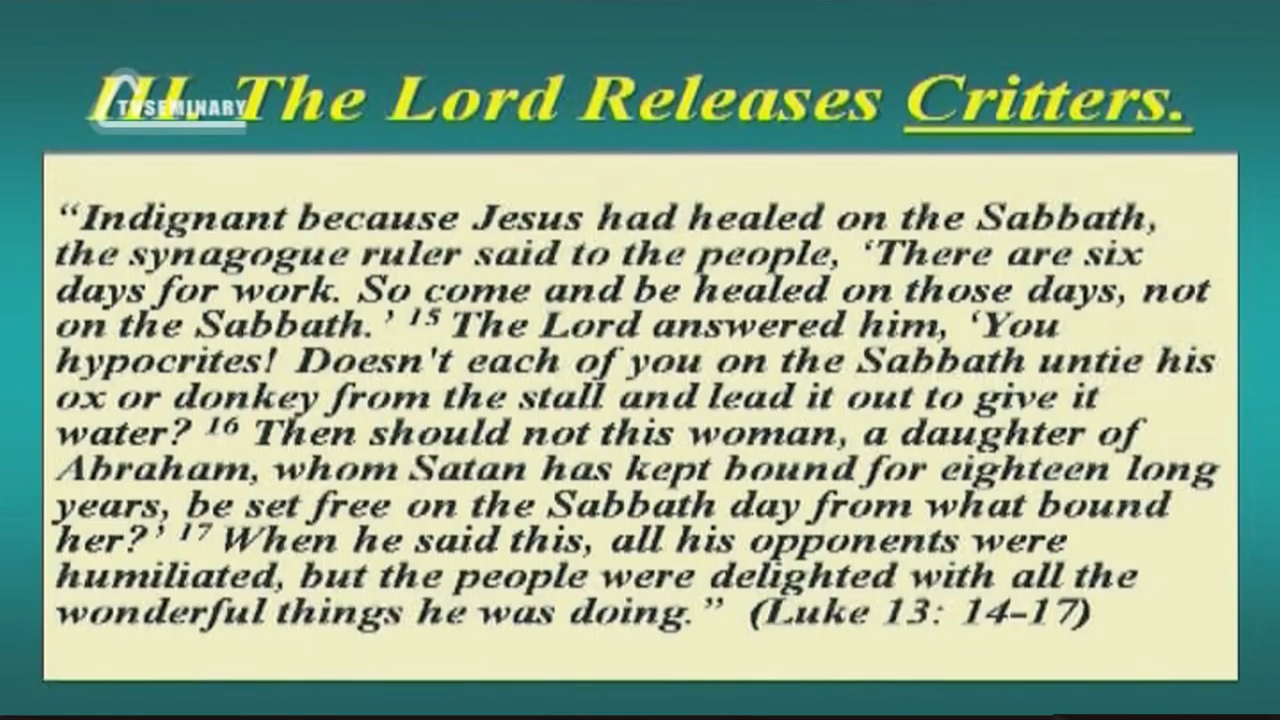 III. The Lord Releases Critters.
TVSEMINARY
“Indignant because Jesus had healed on the Sabbath,
the synagogue ruler said to the people, ‘There are six
days for work. So come and be healed on those days, not
on the Sabbath.’ 15 The Lord answered him, ‘You
hypocrites! Doesn't each of you on the Sabbath untie his
ox or donkey from the stall and lead it out to give it
water? 16 Then should not this woman, a daughter of
Abraham, whom Satan has kept bound for eighteen long
years, be set free on the Sabbath day from what bound
her?’ 17 When he said this, all his opponents were
humiliated, but the people were delighted with all the
wonderful things he was doing.” (Luke 13: 14-17)